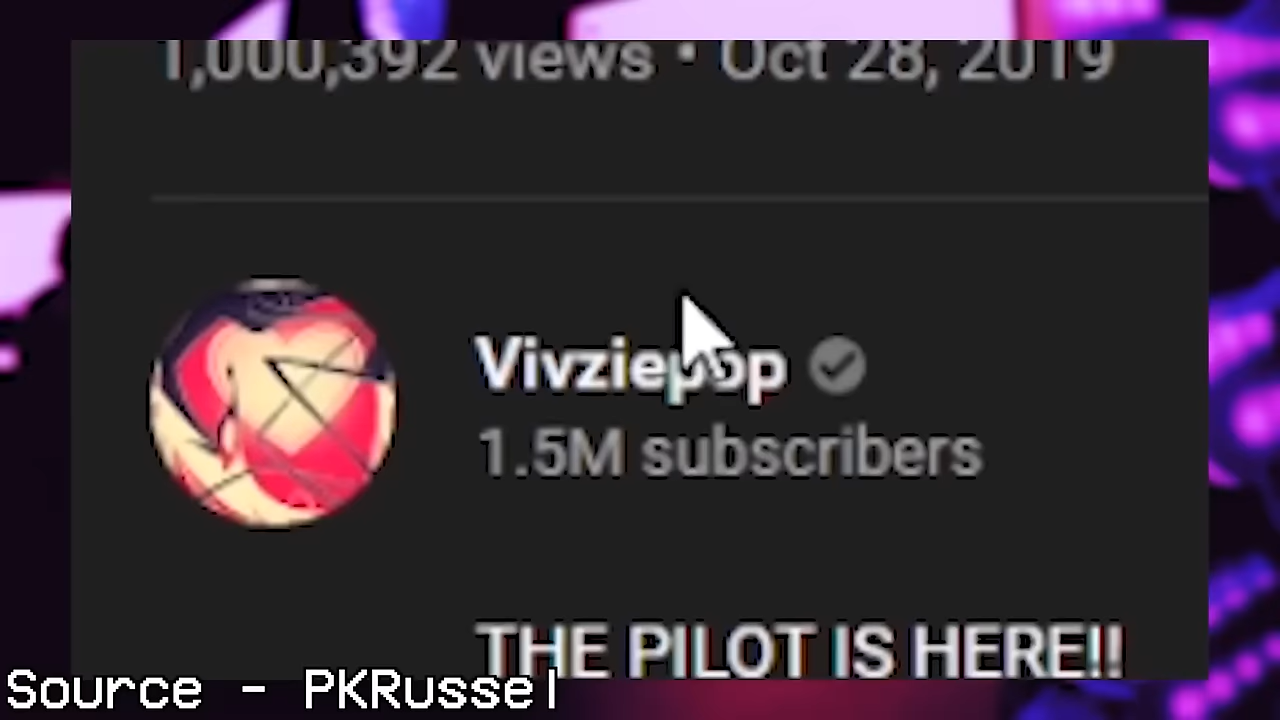 1,000,392 views • Oct 28, 2019
Vivziepop
1.5M subscribers
THE PILOT IS HERE!!
Source - PKRussel